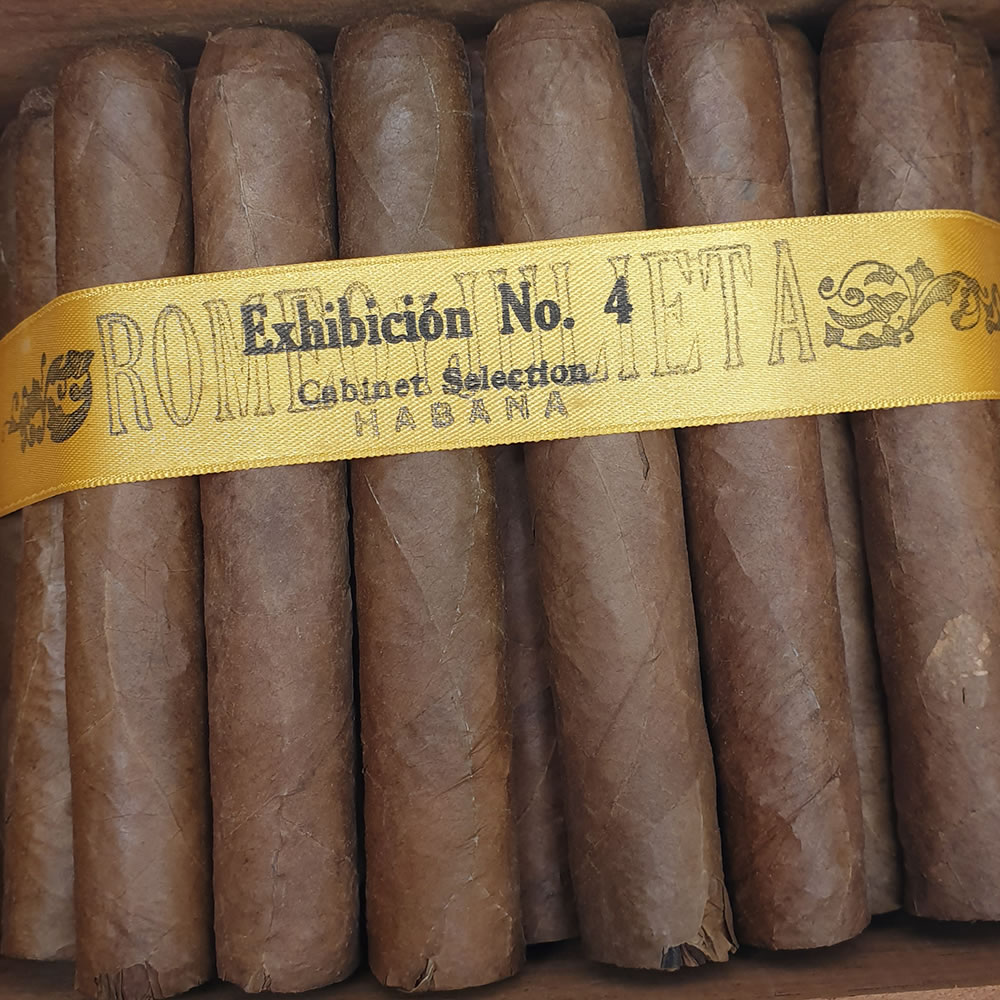 ROMEO Y JULIETA
Exhibición No. 4
Cabinet Selection
HABANA